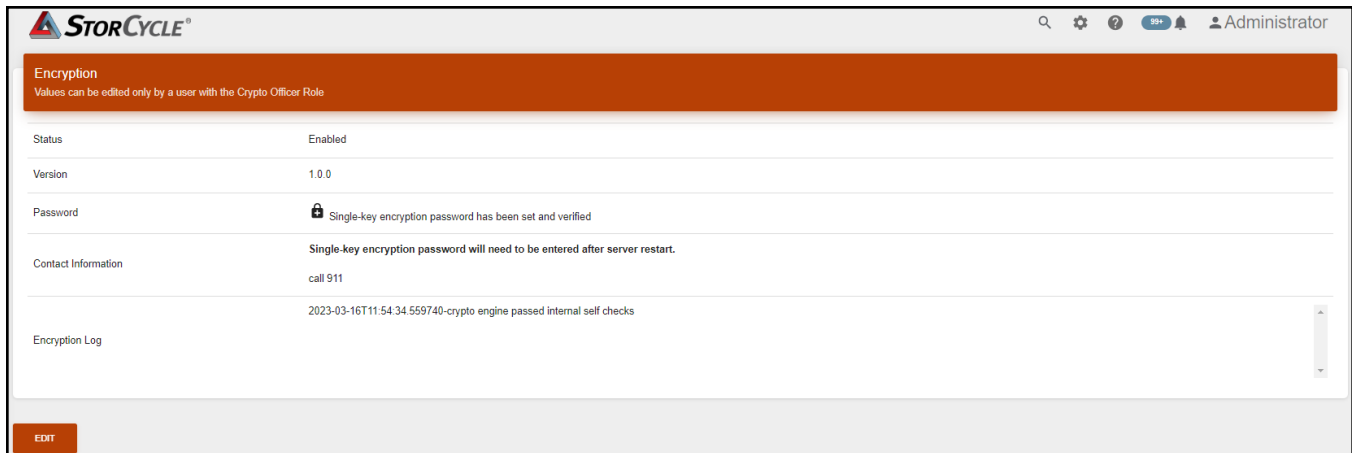 STORCYCLE®
99+ Administrator
Encryption
Values can be edited only by a user with the Crypto Officer Role
Status Enabled
Version 1.0.0
Password Single-key encryption password has been set and verified
Single-key encryption password will need to be entered after server restart.
Contact Information
call 911
2023-03-16T11:54:34.559740-crypto engine passed internal self checks
Encryption Log
EDIT